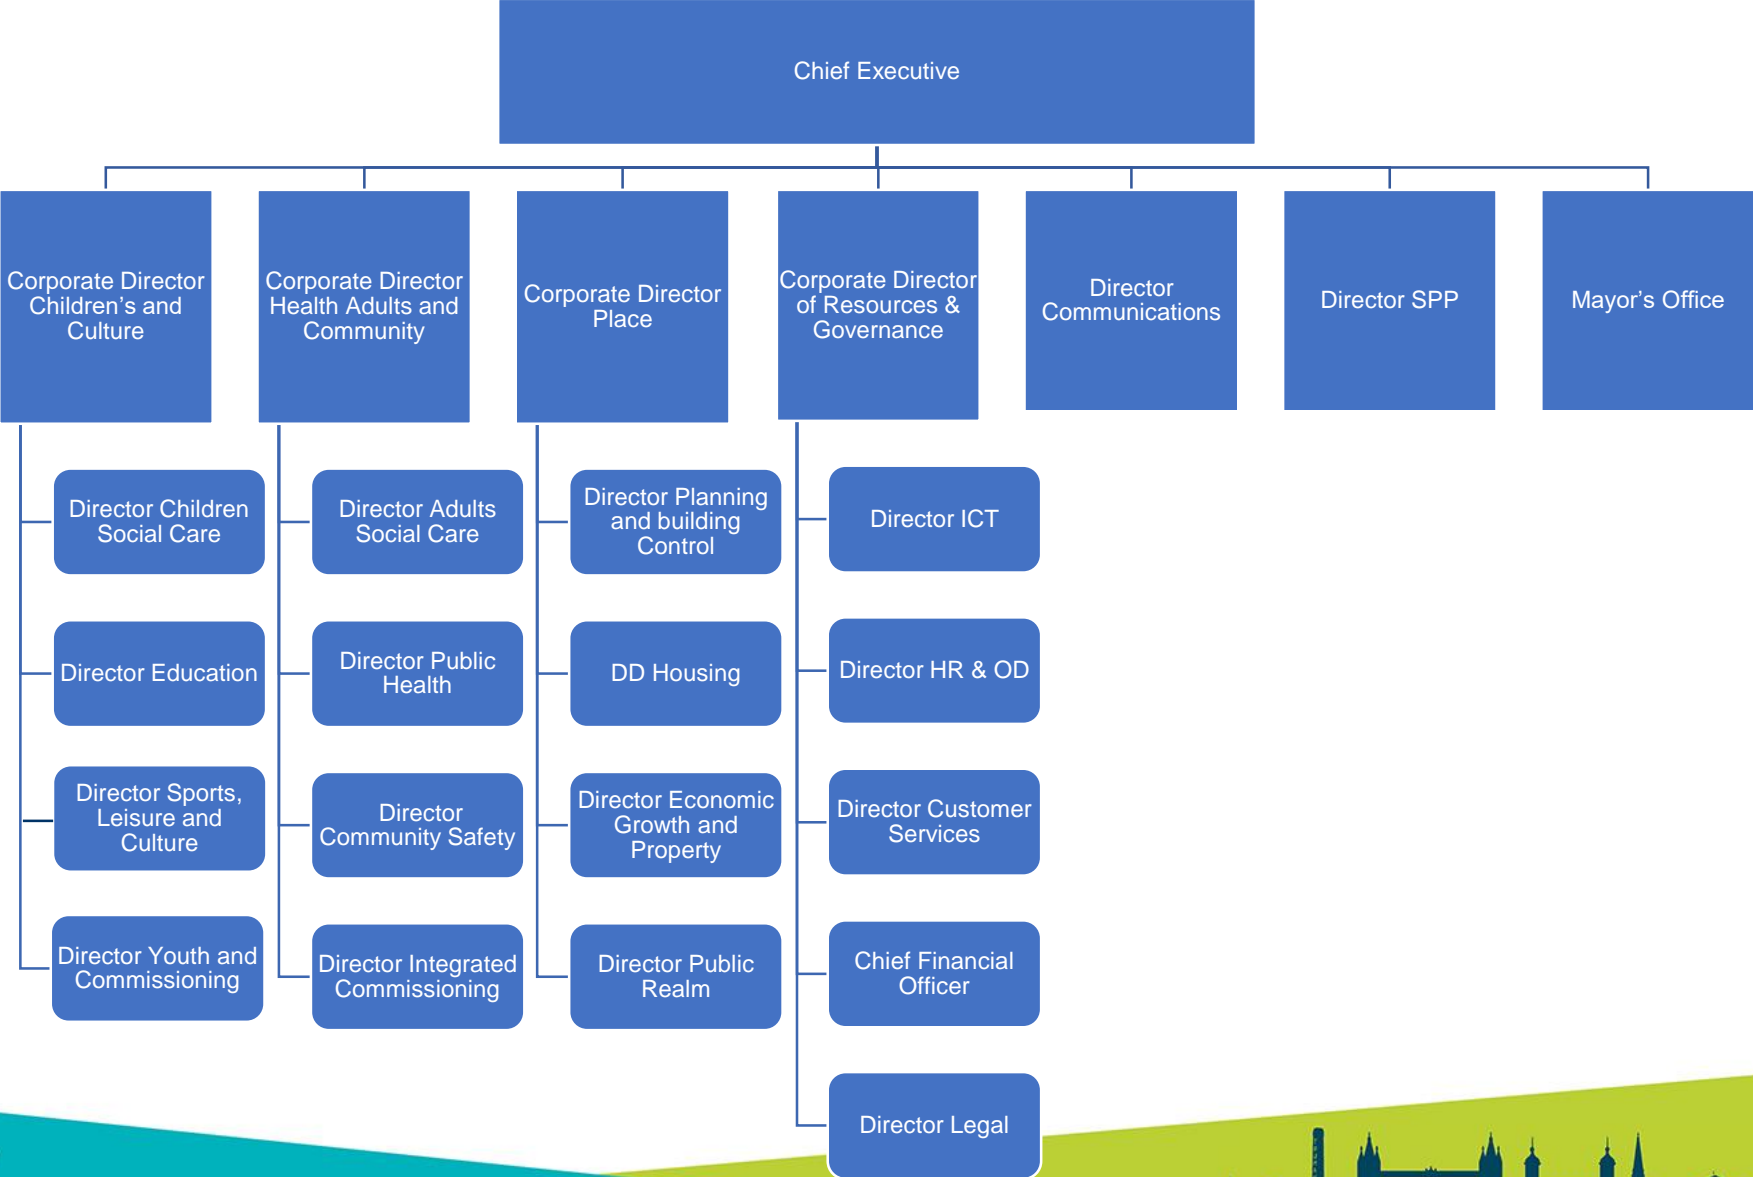 Chief Executive
Corporate Director
Children’s and
Culture
Corporate Director
Health Adults and
Community
Corporate Director
Place
Corporate Director
of Resources &
Governance
Director
Communications
Director SPP
Mayor’s Office
Director Children
Social Care
Director Education
Director Sports,
Leisure and
Culture
Director Youth and
Commissioning
Director Adults
Social Care
Director Public
Health
Director
Community Safety
Director Integrated
Commissioning
Director Planning
and building
Control
DD Housing
Director Economic
Growth and
Property
Director Public
Realm
Director ICT
Director HR & OD
Director Customer
Services
Chief Financial
Officer
Director Legal